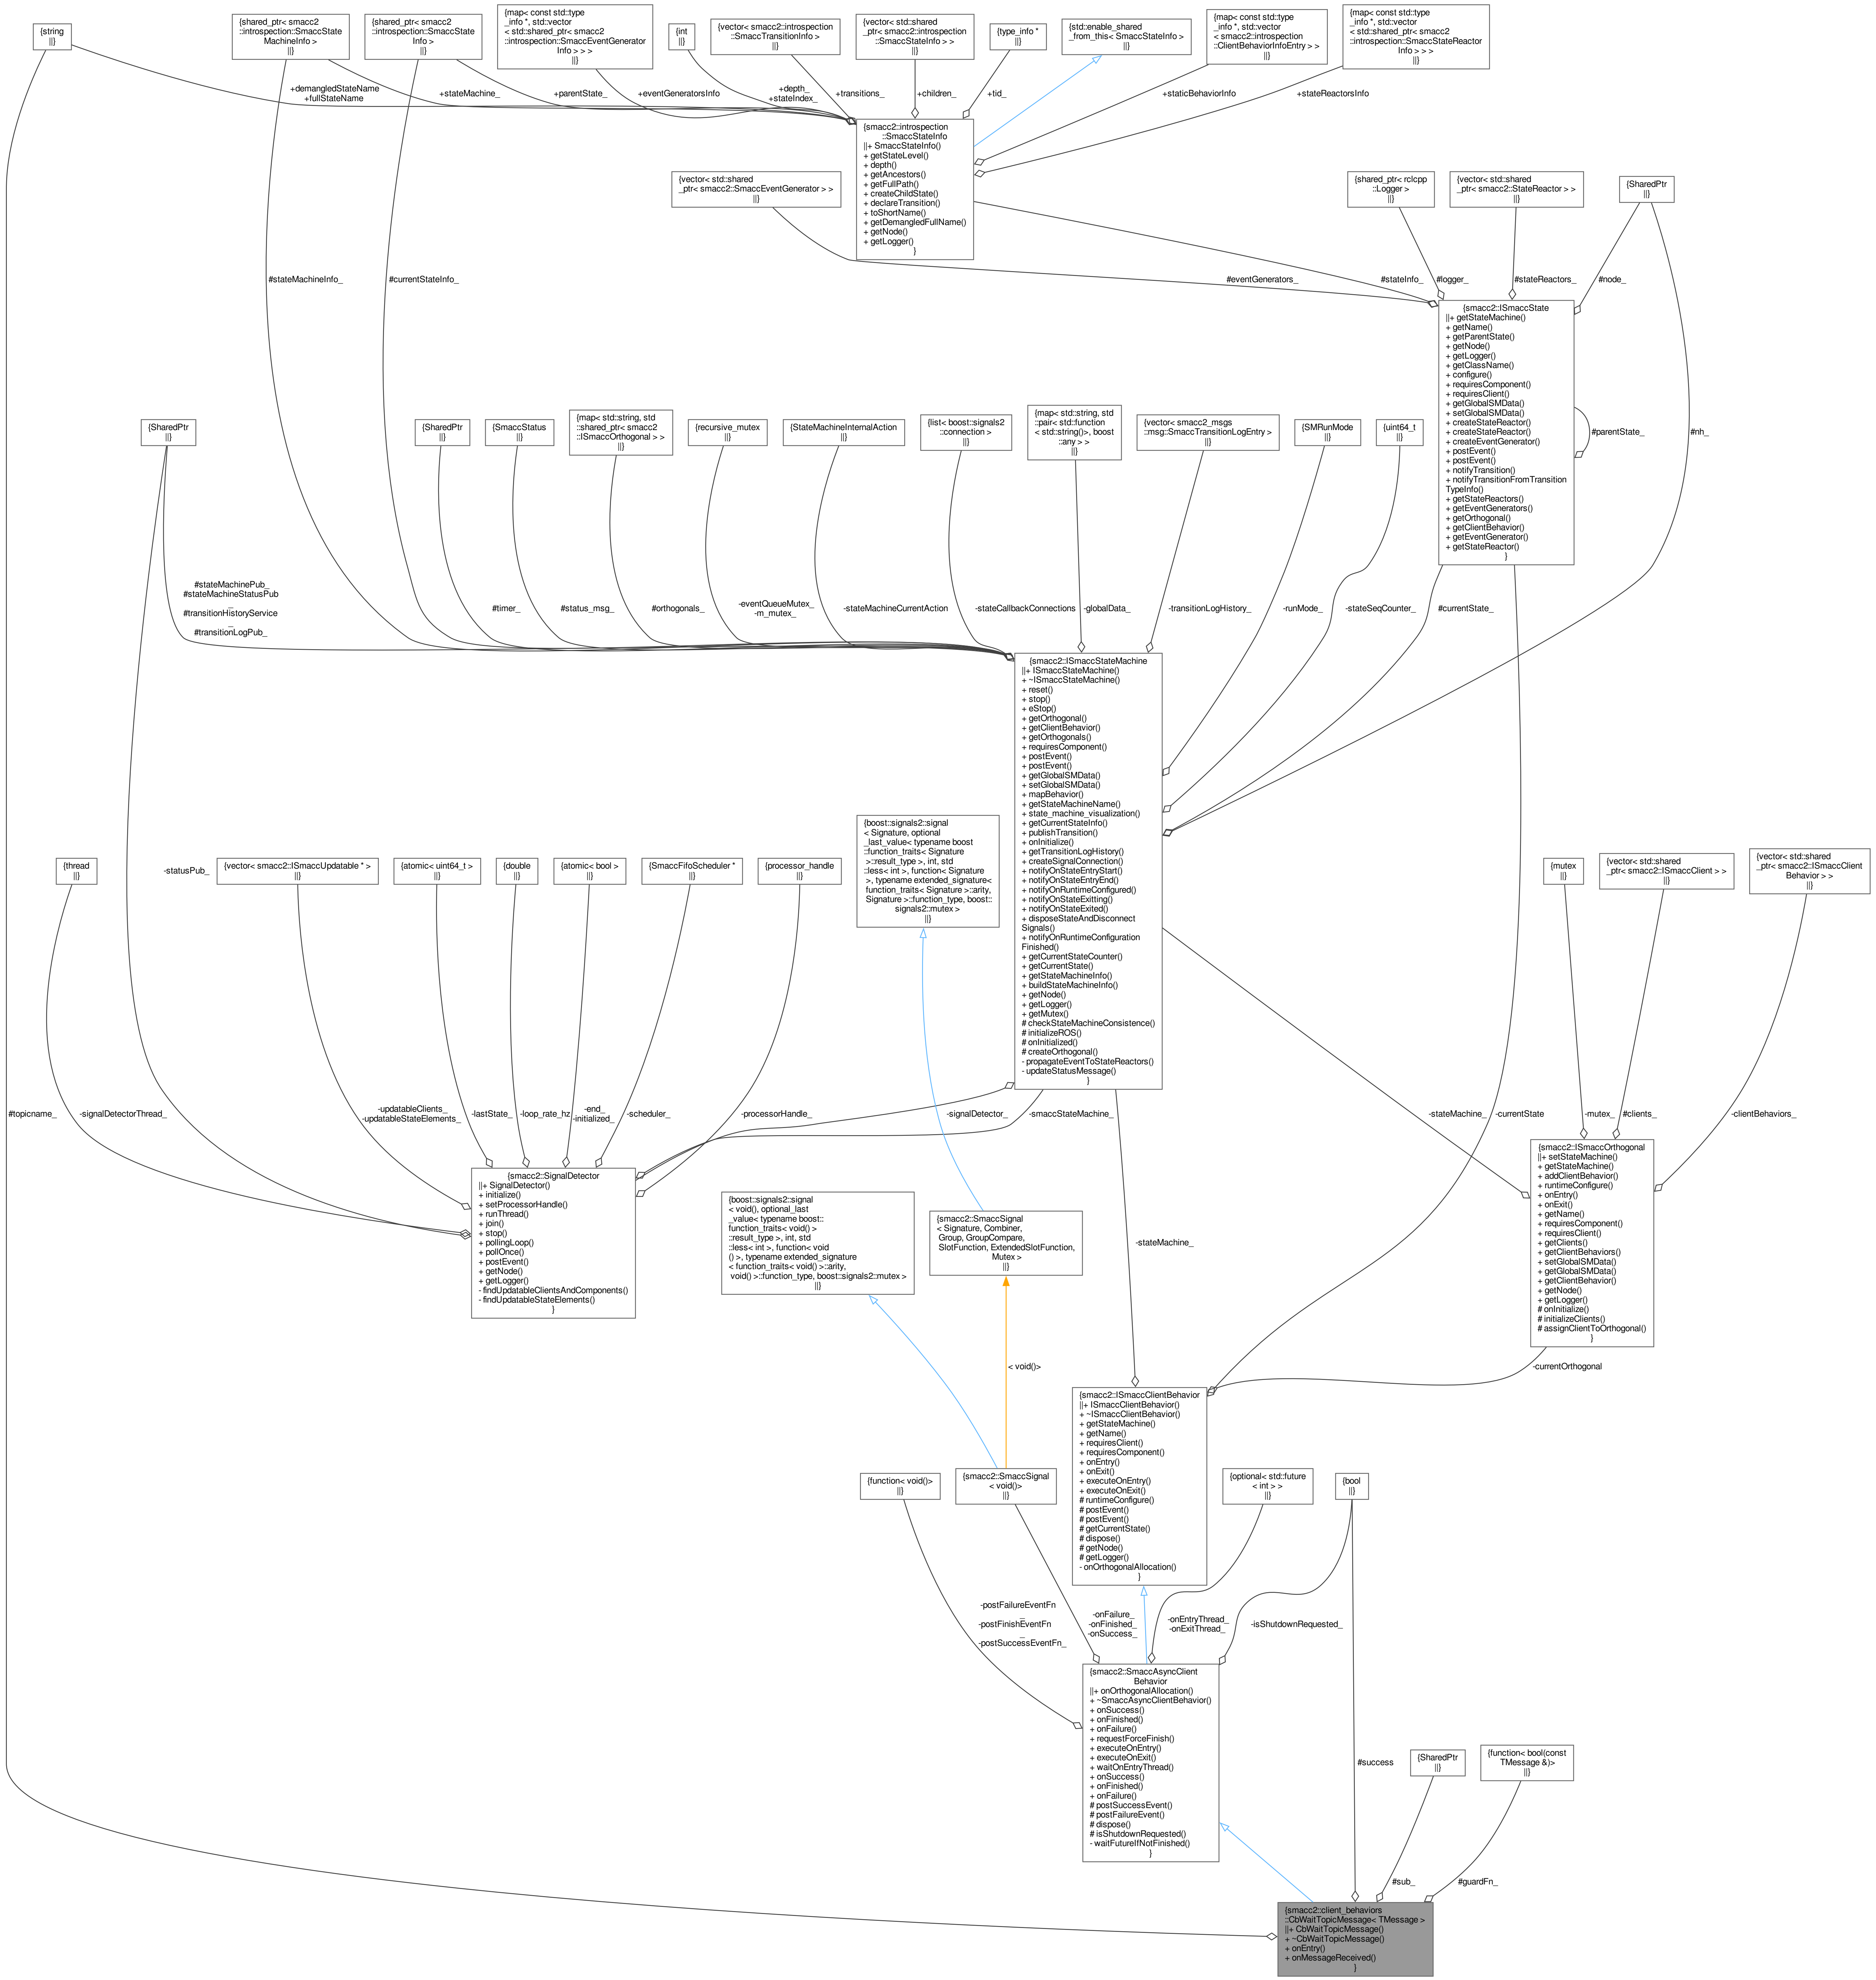 {string
||}
{shared_ptr< smacc2
::introspection::SmaccState
MachineInfo >
||}
{shared_ptr< smacc2
::introspection::SmaccState
Info >
||}
{map< const std::type
_info *, std::vector
< std::shared_ptr< smacc2
::introspection::SmaccEventGenerator
Info > > >
||}
{int
||}
{vector< smacc2::introspection
::SmaccTransitionInfo >
||}
{vector< std::shared
_ptr< smacc2::introspection
::SmaccStateInfo > >
||}
{type_info *
||}
{std::enable_shared
_from_this< SmaccStateInfo >
||}
{map< const std::type
_info *, std::vector
< smacc2::introspection
::ClientBehaviorInfoEntry > >
||}
{map< const std::type
_info *, std::vector
< std::shared_ptr< smacc2
::introspection::SmaccStateReactor
Info > > >
||}
+demangledStateName
+fullStateName
+stateMachine_
+parentState_
+eventGeneratorsInfo
+depth_
+stateIndex_
+transitions_
+children_
+tid_
+staticBehaviorInfo
+stateReactorsInfo
{smacc2::introspection
::SmaccStateInfo
||+ SmaccStateInfo()
+ getStateLevel()
+ depth()
+ getAncestors()
+ getFullPath()
+ createChildState()
+ declareTransition()
+ toShortName()
+ getDemangledFullName()
+ getNode()
+ getLogger()
}
{vector< std::shared
_ptr< smacc2::SmaccEventGenerator > >
||}
{shared_ptr< rclcpp
::Logger >
||}
{vector< std::shared
_ptr< smacc2::StateReactor > >
||}
{SharedPtr
||}
#stateMachineInfo_
#currentStateInfo_
#eventGenerators_
#stateInfo_
#logger_
#stateReactors_
#node_
{smacc2::ISmaccState
||+ getStateMachine()
+ getName()
+ getParentState()
+ getNode()
+ getLogger()
+ getClassName()
+ configure()
+ requiresComponent()
+ requiresClient()
+ getGlobalSMData()
+ setGlobalSMData()
+ createStateReactor()
+ createStateReactor()
+ createEventGenerator()
+ postEvent()
+ postEvent()
+ notifyTransition()
+ notifyTransitionFromTransition
TypeInfo()
+ getStateReactors()
+ getEventGenerators()
+ getOrthogonal()
+ getClientBehavior()
+ getEventGenerator()
+ getStateReactor()
}
#parentState_
#nh_
{SharedPtr
||}
{SharedPtr
||}
{SmaccStatus
||}
{map< std::string, std
::shared_ptr< smacc2
::ISmaccOrthogonal > >
||}
{recursive_mutex
||}
{StateMachineInternalAction
||}
{list< boost::signals2
::connection >
||}
{map< std::string, std
::pair< std::function
< std::string()>, boost
::any > >
||}
{vector< smacc2_msgs
::msg::SmaccTransitionLogEntry >
||}
{SMRunMode
||}
{uint64_t
||}
#stateMachinePub_
#stateMachineStatusPub
_
#transitionHistoryService
_
#transitionLogPub_
#timer_
#status_msg_
#orthogonals_
-eventQueueMutex_
-m_mutex_
-stateMachineCurrentAction
-stateCallbackConnections
-globalData_
-transitionLogHistory_
-runMode_
-stateSeqCounter_
#currentState_
{smacc2::ISmaccStateMachine
||+ ISmaccStateMachine()
+ ~ISmaccStateMachine()
+ reset()
+ stop()
+ eStop()
+ getOrthogonal()
+ getClientBehavior()
+ getOrthogonals()
+ requiresComponent()
+ postEvent()
+ postEvent()
+ getGlobalSMData()
+ setGlobalSMData()
+ mapBehavior()
+ getStateMachineName()
+ state_machine_visualization()
+ getCurrentStateInfo()
+ publishTransition()
+ onInitialize()
+ getTransitionLogHistory()
+ createSignalConnection()
+ notifyOnStateEntryStart()
+ notifyOnStateEntryEnd()
+ notifyOnRuntimeConfigured()
+ notifyOnStateExitting()
+ notifyOnStateExited()
+ disposeStateAndDisconnect
Signals()
+ notifyOnRuntimeConfiguration
Finished()
+ getCurrentStateCounter()
+ getCurrentState()
+ getStateMachineInfo()
+ buildStateMachineInfo()
+ getNode()
+ getLogger()
+ getMutex()
# checkStateMachineConsistence()
# initializeROS()
# onInitialized()
# createOrthogonal()
- propagateEventToStateReactors()
- updateStatusMessage()
}
{boost::signals2::signal
< Signature, optional
_last_value< typename boost
::function_traits< Signature
>::result_type >, int, std
::less< int >, function< Signature
>, typename extended_signature<
function_traits< Signature >::arity,
Signature >::function_type, boost::
signals2::mutex >
||}
{thread
||}
-statusPub_
{vector< smacc2::ISmaccUpdatable * >
||}
{atomic< uint64_t >
||}
{double
||}
{atomic< bool >
||}
{SmaccFifoScheduler *
||}
{processor_handle
||}
{mutex
||}
{vector< std::shared
_ptr< smacc2::ISmaccClient > >
||}
{vector< std::shared
_ptr< smacc2::ISmaccClient
Behavior > >
||}
#topicname_
-signalDetectorThread_
-updatableClients_
-updatableStateElements_
-lastState_
-loop_rate_hz
-end_
-initialized_
-scheduler_
-processorHandle_
-signalDetector_
-smaccStateMachine_
-stateMachine_
-currentState
-mutex_
#clients_
-clientBehaviors_
{smacc2::SignalDetector
||+ SignalDetector()
+ initialize()
+ setProcessorHandle()
+ runThread()
+ join()
+ stop()
+ pollingLoop()
+ pollOnce()
+ postEvent()
+ getNode()
+ getLogger()
- findUpdatableClientsAndComponents()
- findUpdatableStateElements()
}
{smacc2::ISmaccOrthogonal
||+ setStateMachine()
+ getStateMachine()
+ addClientBehavior()
+ runtimeConfigure()
+ onEntry()
+ onExit()
+ getName()
+ requiresComponent()
+ requiresClient()
+ getClients()
+ getClientBehaviors()
+ setGlobalSMData()
+ getGlobalSMData()
+ getClientBehavior()
+ getNode()
+ getLogger()
# onInitialize()
# initializeClients()
# assignClientToOrthogonal()
}
{boost::signals2::signal
< void(), optional_last
_value< typename boost::
function_traits< void() >
::result_type >, int, std
::less< int >, function< void
() >, typename extended_signature
< function_traits< void() >::arity,
void() >::function_type, boost::signals2::mutex >
||}
{smacc2::SmaccSignal
< Signature, Combiner,
Group, GroupCompare,
SlotFunction, ExtendedSlotFunction,
Mutex >
||}
-stateMachine_
< void()>
-currentOrthogonal
{smacc2::ISmaccClientBehavior
||+ ISmaccClientBehavior()
+ ~ISmaccClientBehavior()
+ getStateMachine()
+ getName()
+ requiresClient()
+ requiresComponent()
+ onEntry()
+ onExit()
+ executeOnEntry()
+ executeOnExit()
# runtimeConfigure()
# postEvent()
# postEvent()
# getCurrentState()
# dispose()
# getNode()
# getLogger()
- onOrthogonalAllocation()
}
{function< void()>
||}
{smacc2::SmaccSignal
< void()>
||}
{optional< std::future
< int > >
||}
{bool
||}
-postFailureEventFn
_
-postFinishEventFn
_
-postSuccessEventFn_
-onFailure_
-onFinished_
-onSuccess_
-onEntryThread_
-onExitThread_
-isShutdownRequested_
{smacc2::SmaccAsyncClient
Behavior
||+ onOrthogonalAllocation()
+ ~SmaccAsyncClientBehavior()
+ onSuccess()
+ onFinished()
+ onFailure()
+ requestForceFinish()
+ executeOnEntry()
+ executeOnExit()
+ waitOnEntryThread()
+ onSuccess()
+ onFinished()
+ onFailure()
# postSuccessEvent()
# postFailureEvent()
# dispose()
# isShutdownRequested()
- waitFutureIfNotFinished()
}
#success
{SharedPtr
||}
{function< bool(const
TMessage &)>
||}
#sub_
#guardFn_
{smacc2::client_behaviors
::CbWaitTopicMessage< TMessage >
||+ CbWaitTopicMessage()
+ ~CbWaitTopicMessage()
+ onEntry()
+ onMessageReceived()
}